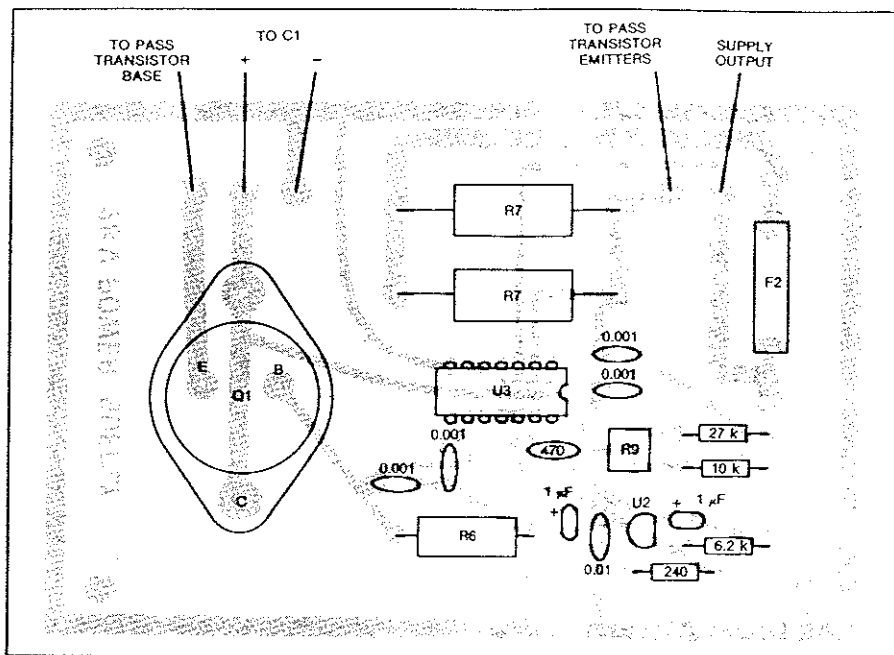 TO PASS
TRANSISTOR
BASE
TO C1
+ −
TO PASS
TRANSISTOR
EMITTERS
SUPPLY
OUTPUT
R7
F2
R7
0.001
E
B
Q1
U3
0.001
0.001
470
R9
27 k
10 k
0.001
C
1 µF
+
U2
+ 1 µF
R6
6.2 k
0.01
240